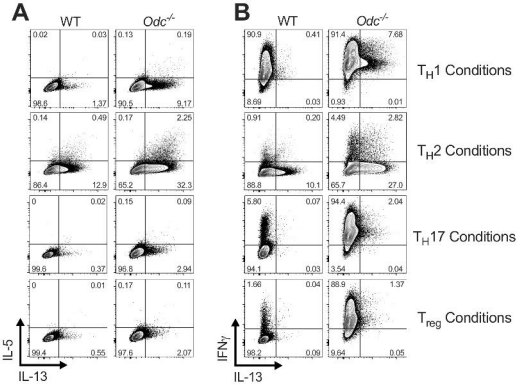 A WT Odc-/- B WT Odc-/-
0.02 0.03 0.13 0.19 90.9 0.41 91.4 7.68
TH1 Conditions
98.6 1.37 90.5 9.17 8.69 0.03 0.93 0.01
0.14 0.49 0.17 2.25 0.91 0.20 4.49 2.82
TH2 Conditions
86.4 12.9 65.2 32.3 88.8 10.1 65.7 27.0
0 0.02 0.15 0.09 5.80 0.07 94.4 2.04
TH17 Conditions
99.6 0.37 96.8 2.94 94.1 0.03 3.54 0.04
0 0.01 0.17 0.11 1.66 0.04 88.9 1.37
Treg Conditions
99.4 0.55 97.6 2.07 98.2 0.09 9.64 0.05
IL-5 IFNγ
IL-13 IL-13